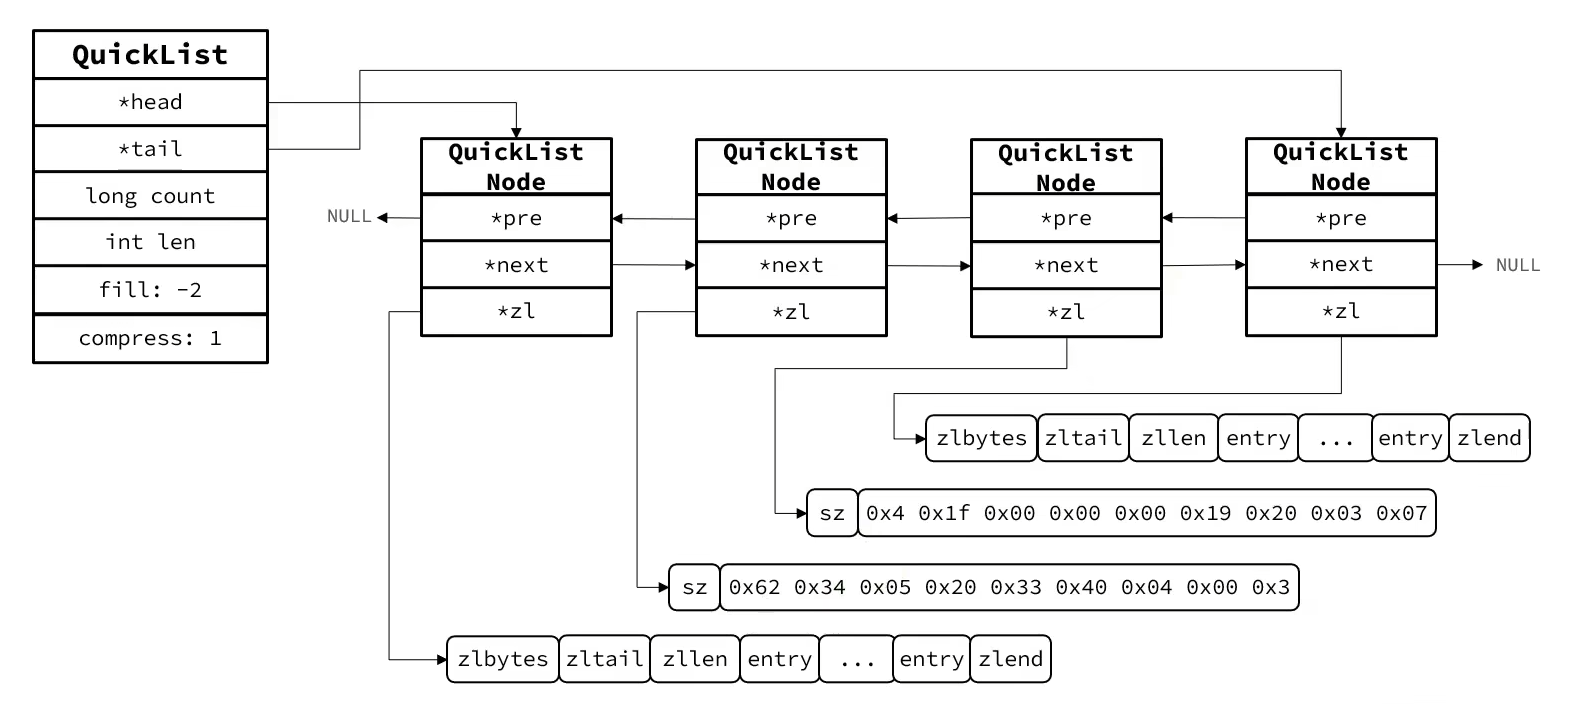 QuickList
*head
*tail
long count
int len
fill: -2
compress: 1
NULL
QuickList
Node
*pre
*next
*zl
QuickList
Node
*pre
*next
*zl
QuickList
Node
*pre
*next
*zl
QuickList
Node
*pre
*next
*zl
NULL
zlbytes zltail zllen entry ... entry zlend
sz 0x4 0x1f 0x00 0x00 0x00 0x19 0x20 0x03 0x07
sz 0x62 0x34 0x05 0x20 0x33 0x40 0x04 0x00 0x3
zlbytes zltail zllen entry ... entry zlend